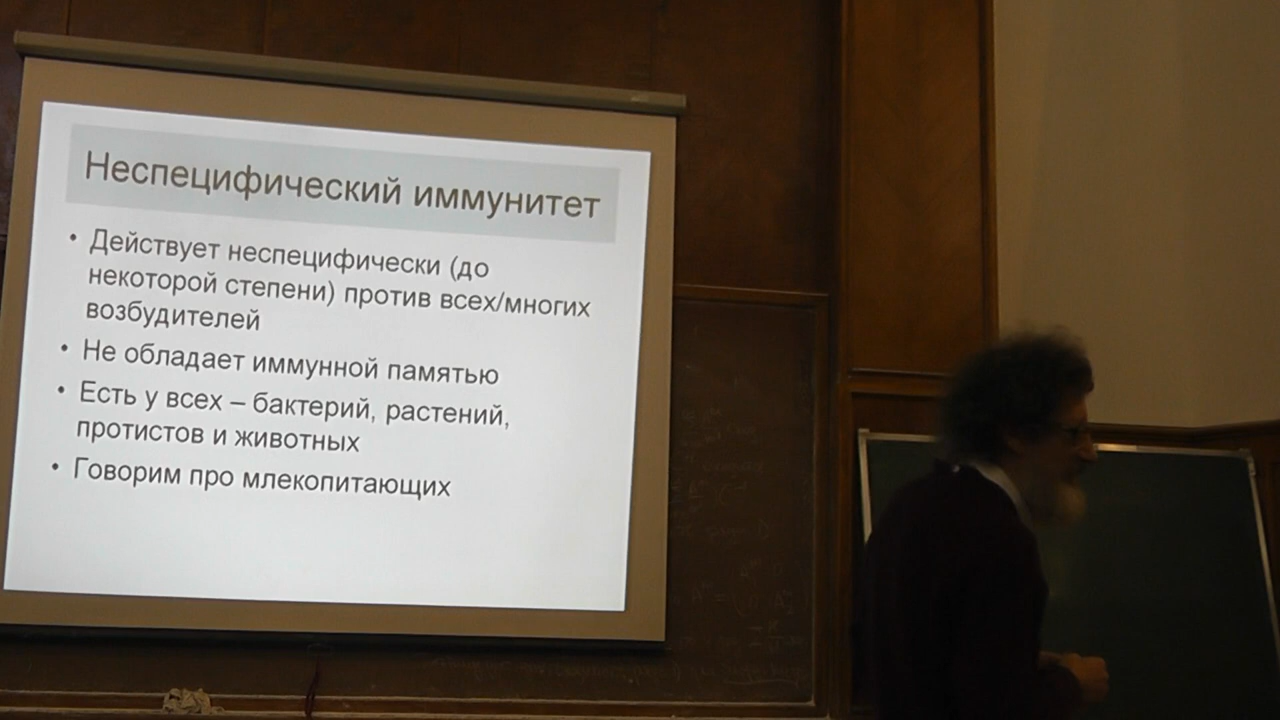 Неспецифический иммунитет
• Действует неспецифически (до
некоторой степени) против всех/многих
возбудителей
• Не обладает иммунной памятью
• Есть у всех – бактерий, растений,
протистов и животных
• Говорим про млекопитающих